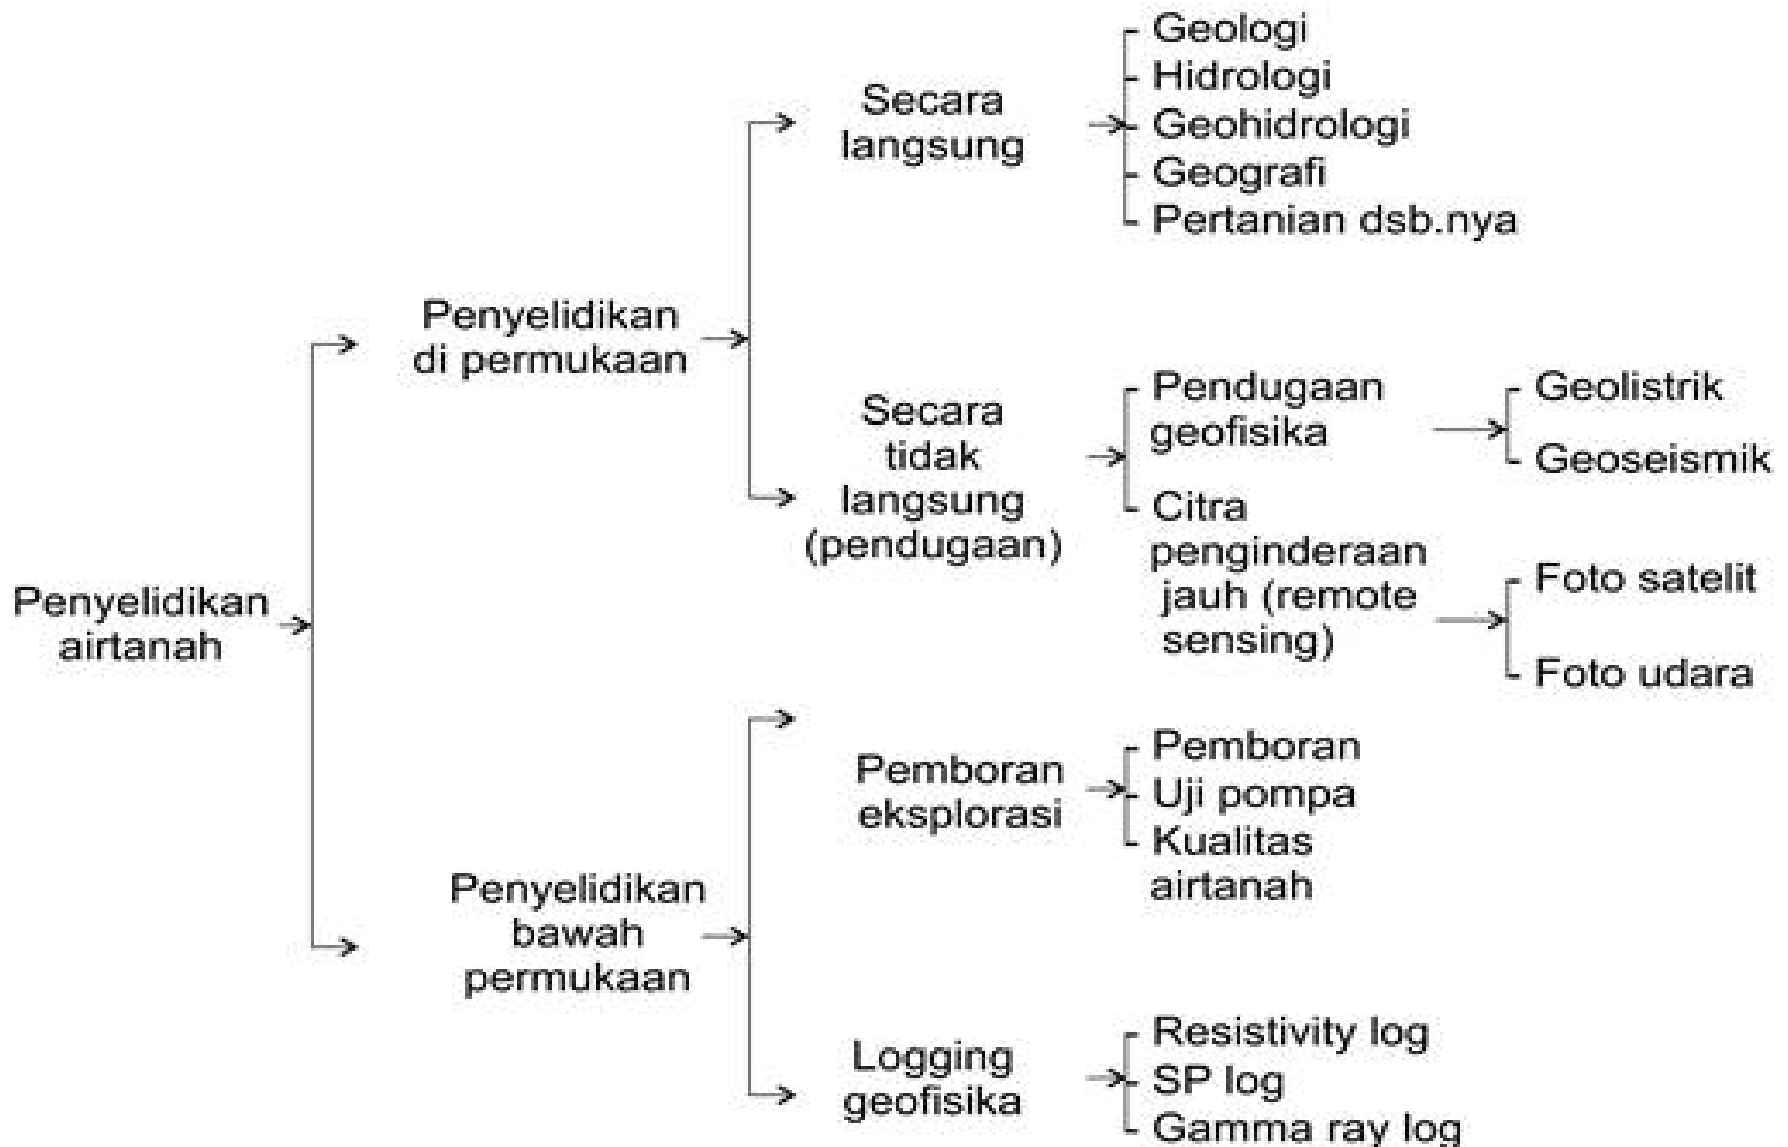 Penyelidikan
airtanah
Penyelidikan
di permukaan
Secara
langsung
Geologi
Hidrologi
Geohidrologi
Geografi
Pertanian dsb.nya
Secara
tidak
langsung
(pendugaan)
Pendugaan
geofisika
Geolistrik
Geoseismik
Citra
penginderaan
jauh (remote
sensing)
Foto satelit
Foto udara
Penyelidikan
bawah
permukaan
Pemboran
eksplorasi
Pemboran
Uji pompa
Kualitas
airtanah
Logging
geofisika
Resistivity log
SP log
Gamma ray log